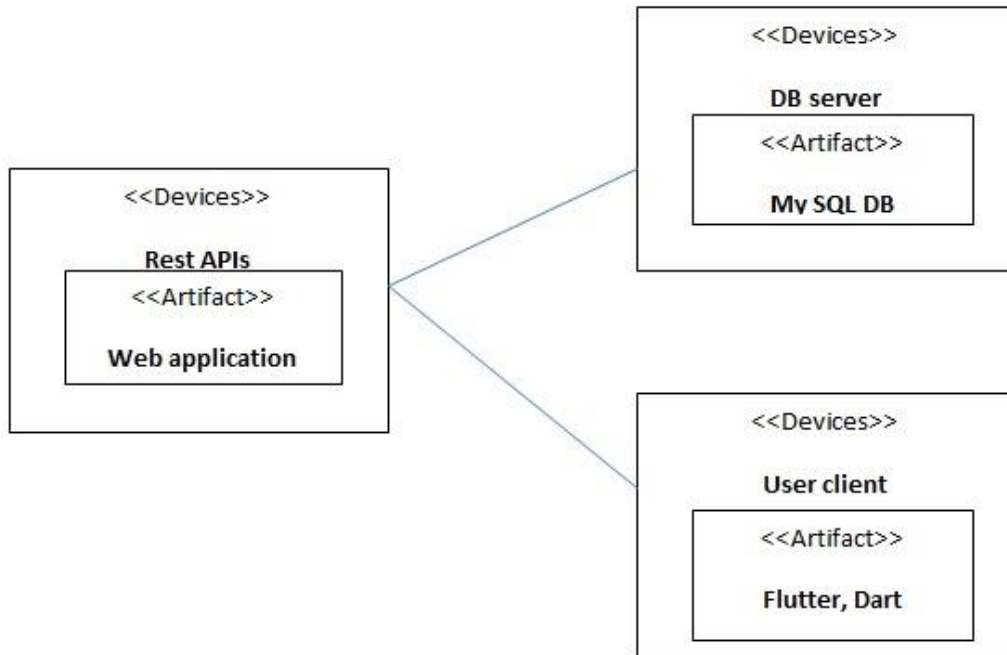 <<Devices>>
Rest APIs
<<Artifact>>
Web application
<<Devices>>
DB server
<<Artifact>>
My SQL DB
<<Devices>>
User client
<<Artifact>>
Flutter, Dart